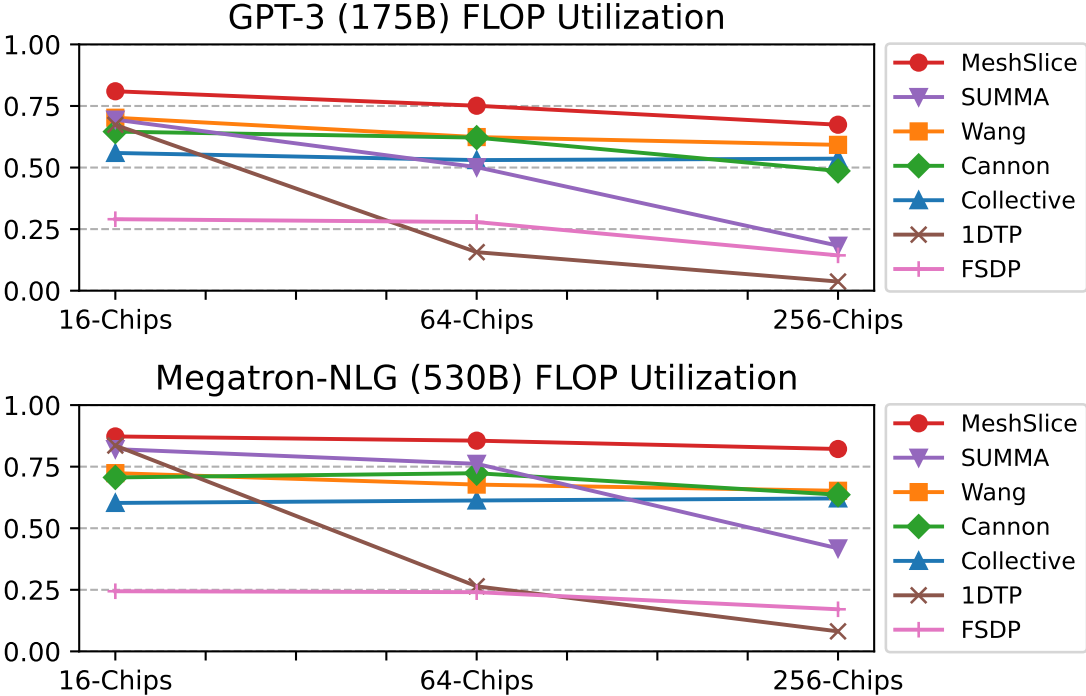 GPT-3 (175B) FLOP Utilization
1.00
0.75
0.50
0.25
0.00
16-Chips
64-Chips
256-Chips
MeshSlice
SUMMA
Wang
Cannon
Collective
1DTP
FSDP
Megatron-NLG (530B) FLOP Utilization
1.00
0.75
0.50
0.25
0.00
16-Chips
64-Chips
256-Chips
MeshSlice
SUMMA
Wang
Cannon
Collective
1DTP
FSDP